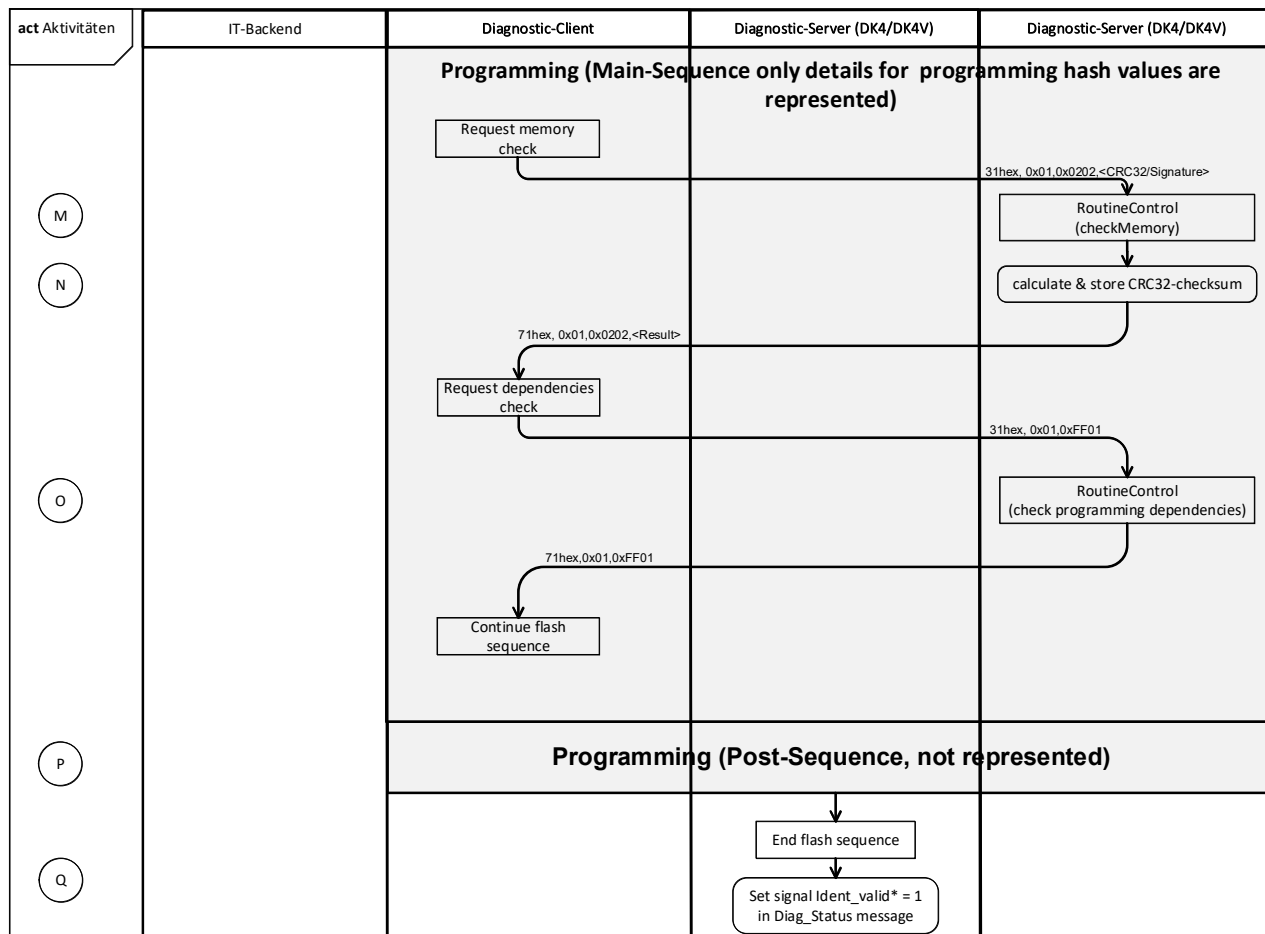 act Aktivitäten
IT-Backend
Diagnostic-Client
Diagnostic-Server (DK4/DK4V)
Diagnostic-Server (DK4/DK4V)
Programming (Main-Sequence only details for programming hash values are
represented)
Request memory
check
31hex, 0x01,0x0202,<CRC32/Signature>
M
RoutineControl
(checkMemory)
N
calculate & store CRC32-checksum
71hex, 0x01,0x0202,<Result>
Request dependencies
check
31hex, 0x01,0xFF01
O
RoutineControl
(check programming dependencies)
71hex,0x01,0xFF01
Continue flash
sequence
P
Programming (Post-Sequence, not represented)
End flash sequence
Q
Set signal Ident_valid* = 1
in Diag_Status message